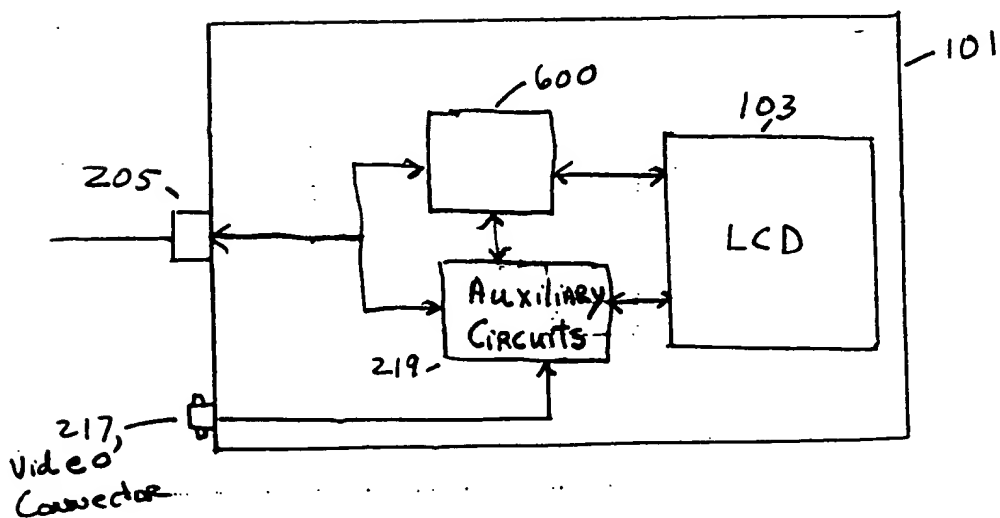 101
600
103
205
LCD
Auxiliary
Circuits
219
217,
Video
Connector